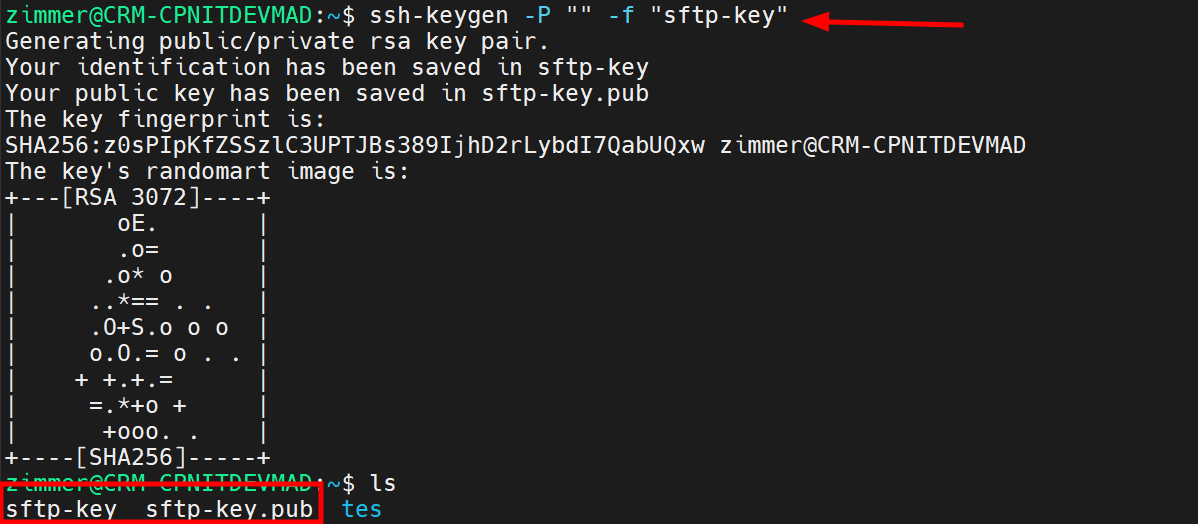 zimmer@CRM-CPNITDEVMAD:~$ ssh-keygen -P "" -f "sftp-key"
Generating public/private rsa key pair.
Your identification has been saved in sftp-key
Your public key has been saved in sftp-key.pub
The key fingerprint is:
SHA256:z0sPIpKfZSSzlC3UPTJBs389IjhD2rLybdI7QabUQxw zimmer@CRM-CPNITDEVMAD
The key's randomart image is:
+---[RSA 3072]----+
|       oE.       |
|       .o=       |
|      .o* o      |
|     ..*== . .   |
|     .O+S.o o o  |
|     o.O.= o . . |
|    + +.+.=      |
|     =.*+o +     |
|      +ooo. .    |
+----[SHA256]-----+
zimmer@CRM-CPNITDEVMAD:~$ ls
sftp-key  sftp-key.pub  tes